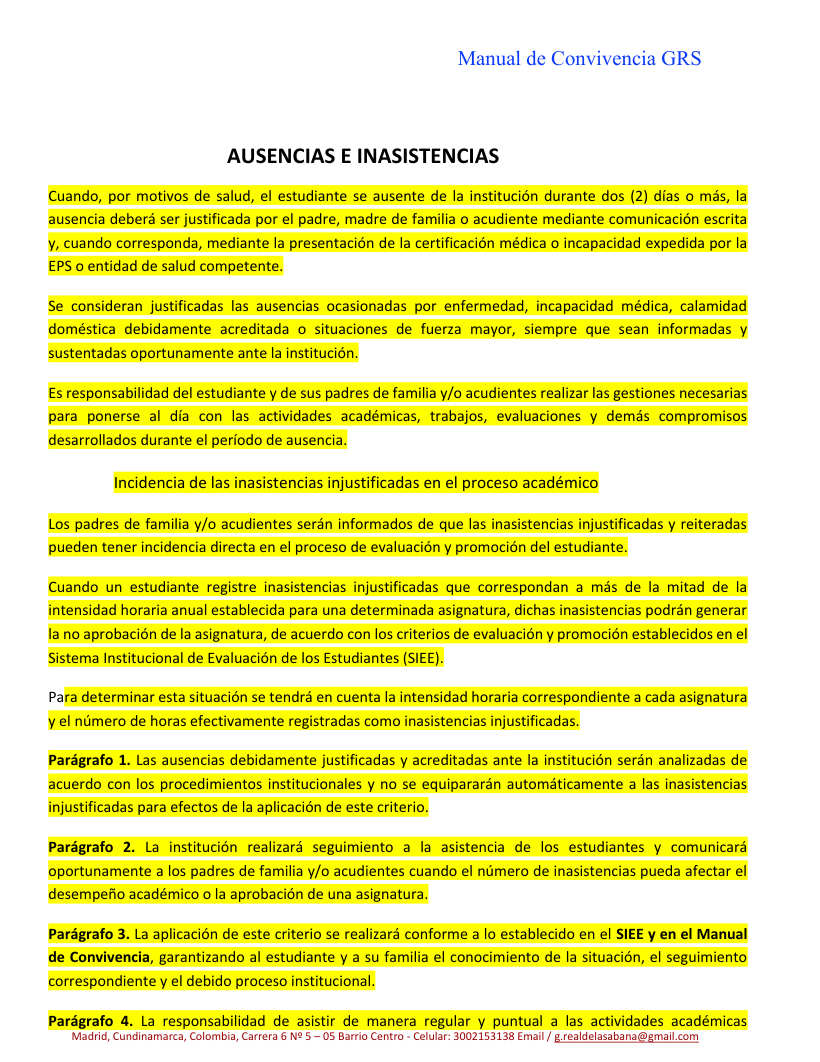 Manual de Convivencia GRS
AUSENCIAS E INASISTENCIAS
Cuando, por motivos de salud, el estudiante se ausente de la institución durante dos (2) días o más, la
ausencia deberá ser justificada por el padre, madre de familia o acudiente mediante comunicación escrita
y, cuando corresponda, mediante la presentación de la certificación médica o incapacidad expedida por la
EPS o entidad de salud competente.
Se consideran justificadas las ausencias ocasionadas por enfermedad, incapacidad médica, calamidad
doméstica debidamente acreditada o situaciones de fuerza mayor, siempre que sean informadas y
sustentadas oportunamente ante la institución.
Es responsabilidad del estudiante y de sus padres de familia y/o acudientes realizar las gestiones necesarias
para ponerse al día con las actividades académicas, trabajos, evaluaciones y demás compromisos
desarrollados durante el período de ausencia.
Incidencia de las inasistencias injustificadas en el proceso académico
Los padres de familia y/o acudientes serán informados de que las inasistencias injustificadas y reiteradas
pueden tener incidencia directa en el proceso de evaluación y promoción del estudiante.
Cuando un estudiante registre inasistencias injustificadas que correspondan a más de la mitad de la
intensidad horaria anual establecida para una determinada asignatura, dichas inasistencias podrán generar
la no aprobación de la asignatura, de acuerdo con los criterios de evaluación y promoción establecidos en el
Sistema Institucional de Evaluación de los Estudiantes (SIEE).
Para determinar esta situación se tendrá en cuenta la intensidad horaria correspondiente a cada asignatura
y el número de horas efectivamente registradas como inasistencias injustificadas.
Parágrafo 1. Las ausencias debidamente justificadas y acreditadas ante la institución serán analizadas de
acuerdo con los procedimientos institucionales y no se equipararán automáticamente a las inasistencias
injustificadas para efectos de la aplicación de este criterio.
Parágrafo 2. La institución realizará seguimiento a la asistencia de los estudiantes y comunicará
oportunamente a los padres de familia y/o acudientes cuando el número de inasistencias pueda afectar el
desempeño académico o la aprobación de una asignatura.
Parágrafo 3. La aplicación de este criterio se realizará conforme a lo establecido en el SIEE y en el Manual
de Convivencia, garantizando al estudiante y a su familia el conocimiento de la situación, el seguimiento
correspondiente y el debido proceso institucional.
Parágrafo 4. La responsabilidad de asistir de manera regular y puntual a las actividades académicas
Madrid, Cundinamarca, Colombia, Carrera 6 Nº 5 – 05 Barrio Centro - Celular: 3002153138 Email / g.realdelasabana@gmail.com